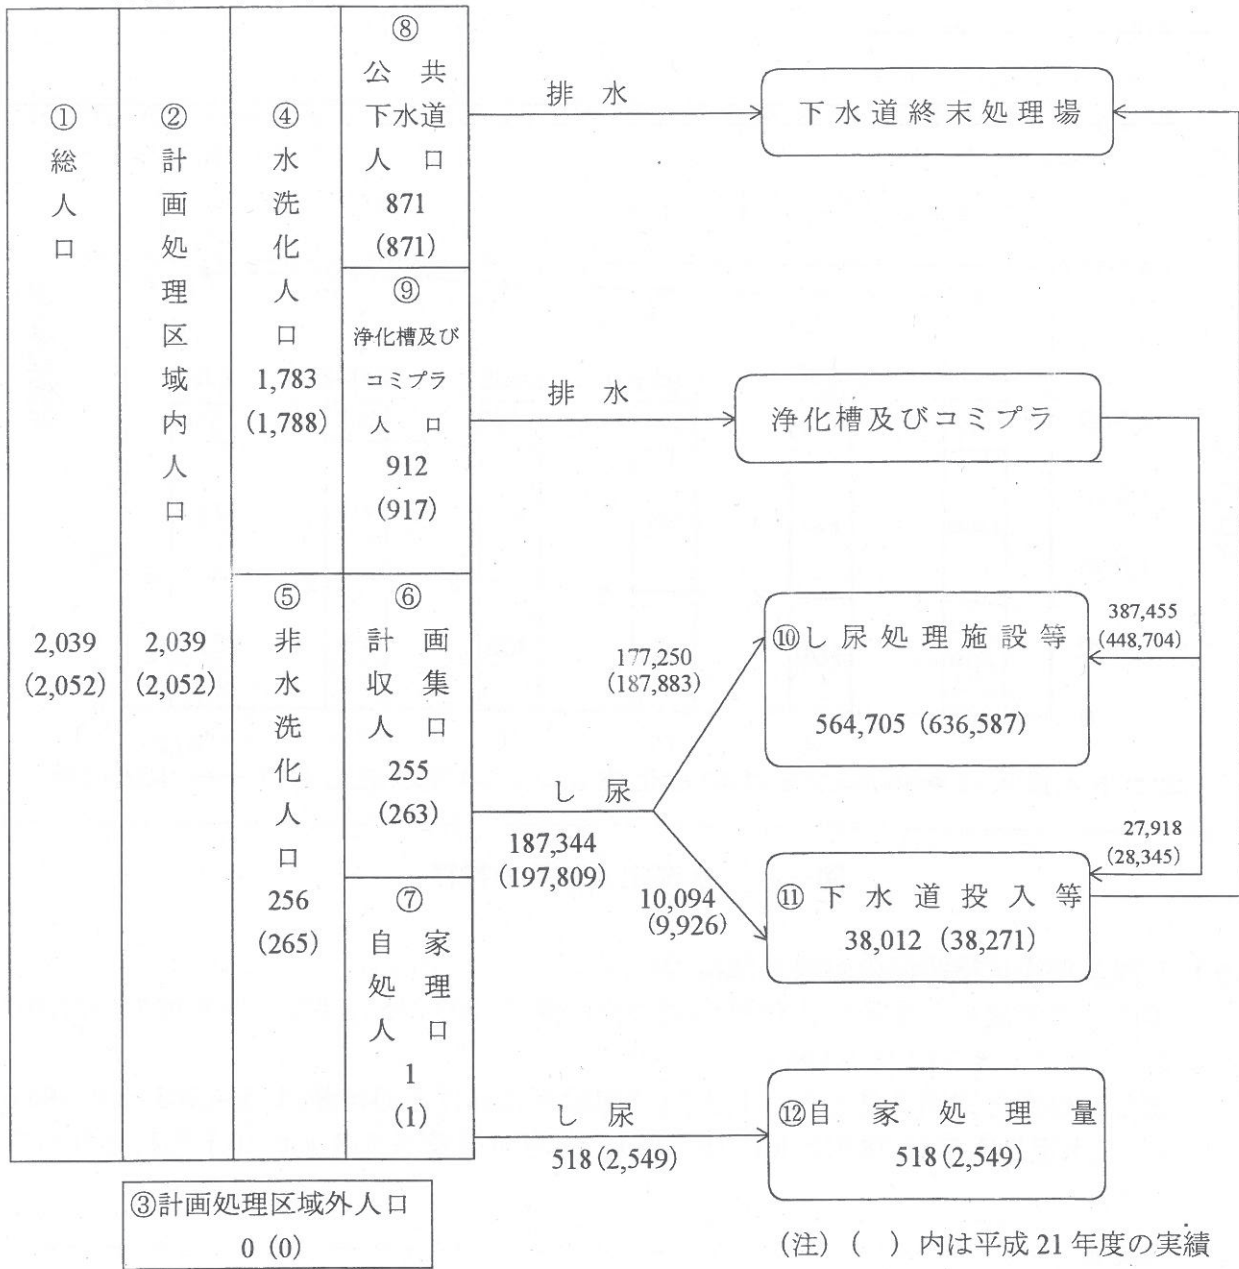 ①総人口
2,039
(2,052)
②計画処理区域内人口
2,039
(2,052)
④水洗化人口
1,783
(1,788)
⑤非水洗化人口
256
(265)
⑧
公共
下水道
人口
871
(871)
⑨
浄化槽及び
コミプラ
人口
912
(917)
⑥
計画
収集
人口
255
(263)
⑦
自家
処理
人口
1
(1)
③計画処理区域外人口
0 (0)
排水
下水道終末処理場
排水
浄化槽及びコミプラ
し尿
187,344
(197,809)
177,250
(187,883)
10,094
(9,926)
⑩し尿処理施設等
564,705 (636,587)
387,455
(448,704)
27,918
(28,345)
⑪下水道投入等
38,012 (38,271)
し尿
518(2,549)
⑫自家処理量
518(2,549)
(注) ( ) 内は平成21年度の実績